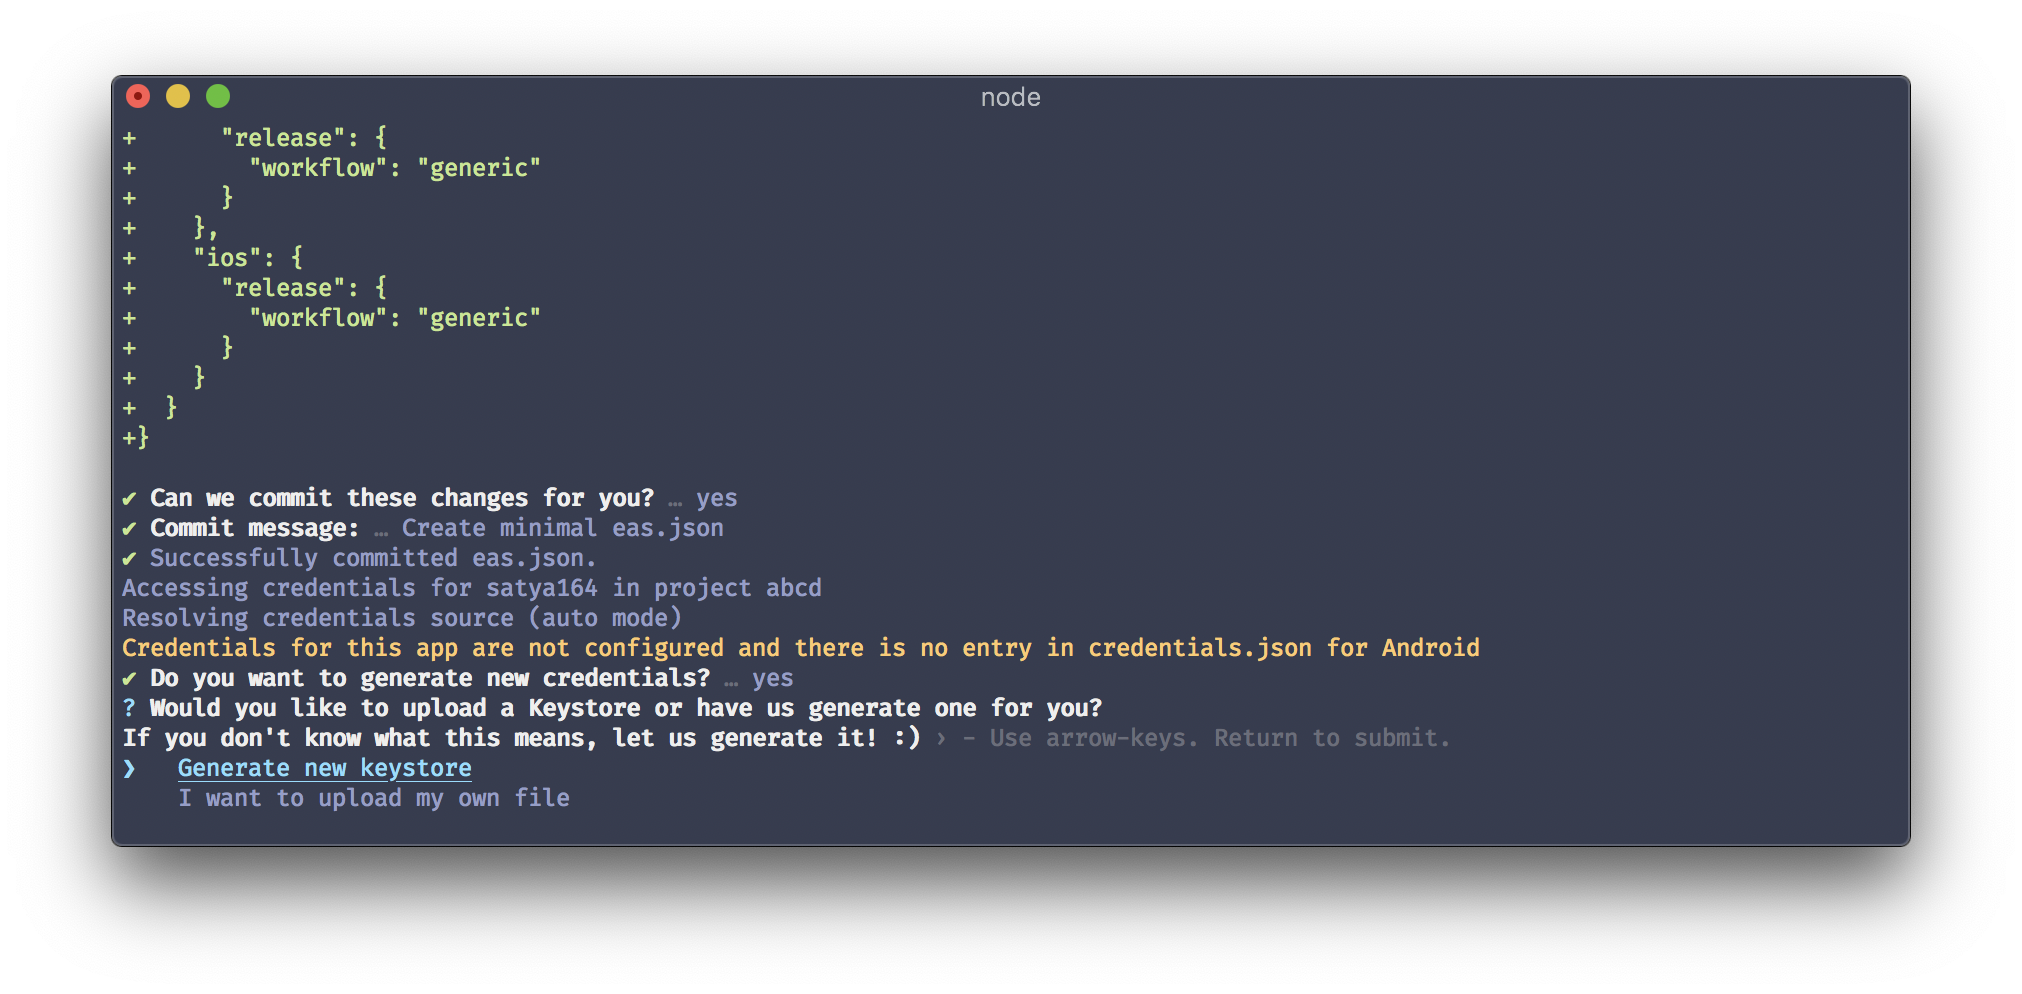 node
+      "release": {
+        "workflow": "generic"
+      }
+    },
+    "ios": {
+      "release": {
+        "workflow": "generic"
+      }
+    }
+  }
+}
✔ Can we commit these changes for you? … yes
✔ Commit message: … Create minimal eas.json
✔ Successfully committed eas.json.
Accessing credentials for satya164 in project abcd
Resolving credentials source (auto mode)
Credentials for this app are not configured and there is no entry in credentials.json for Android
✔ Do you want to generate new credentials? … yes
? Would you like to upload a Keystore or have us generate one for you?
If you don't know what this means, let us generate it! :) › - Use arrow-keys. Return to submit.
❯   Generate new keystore
    I want to upload my own file